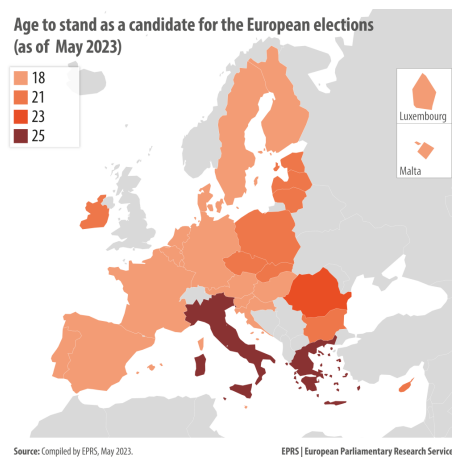 Age to stand as a candidate for the European elections
(as of May 2023)
18
21
23
25
Luxembourg
Malta
Source: Compiled by EPRS, May 2023.
EPRS | European Parliamentary Research Service